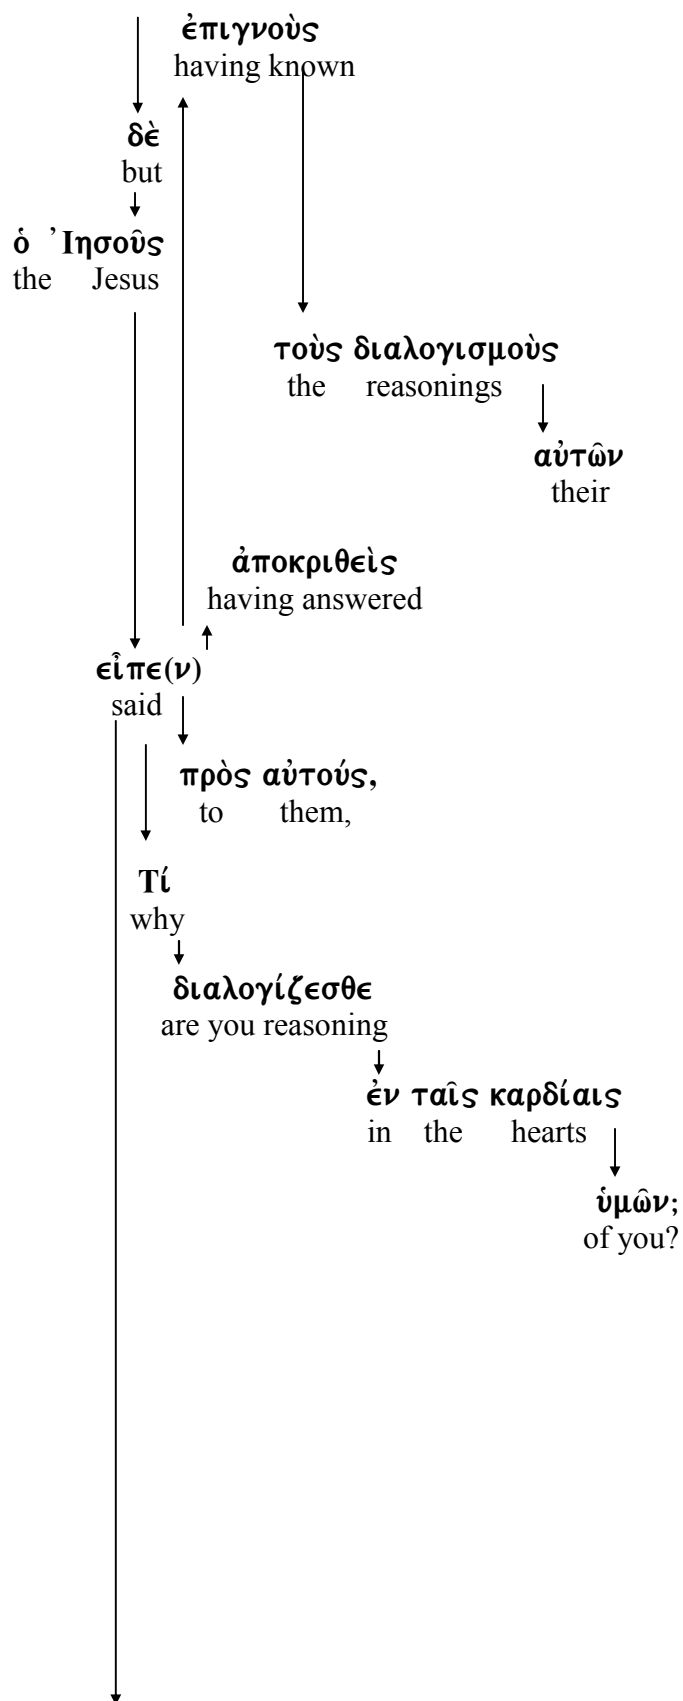 ἐπιγνοὺς
having known
δὲ
but
ὁ ᾿Ιησοῦς
the Jesus
τοὺς διαλογισμοὺς
the reasonings
αὐτῶν
their
ἀποκριθεὶς
having answered
εἶπε(ν)
said
πρὸς αὐτούς,
to them,
Τί
why
διαλογίζεσθε
are you reasoning
ἐν ταῖς καρδίαις
in the hearts
ὑμῶν;
of you?